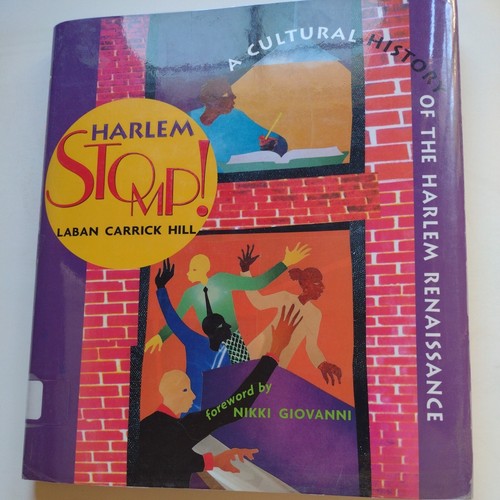 A CULTURAL HISTORY OF THE HARLEM RENAISSANCE
HARLEM
STOMP!
LABAN CARRICK HILL
foreword by
NIKKI GIOVANNI